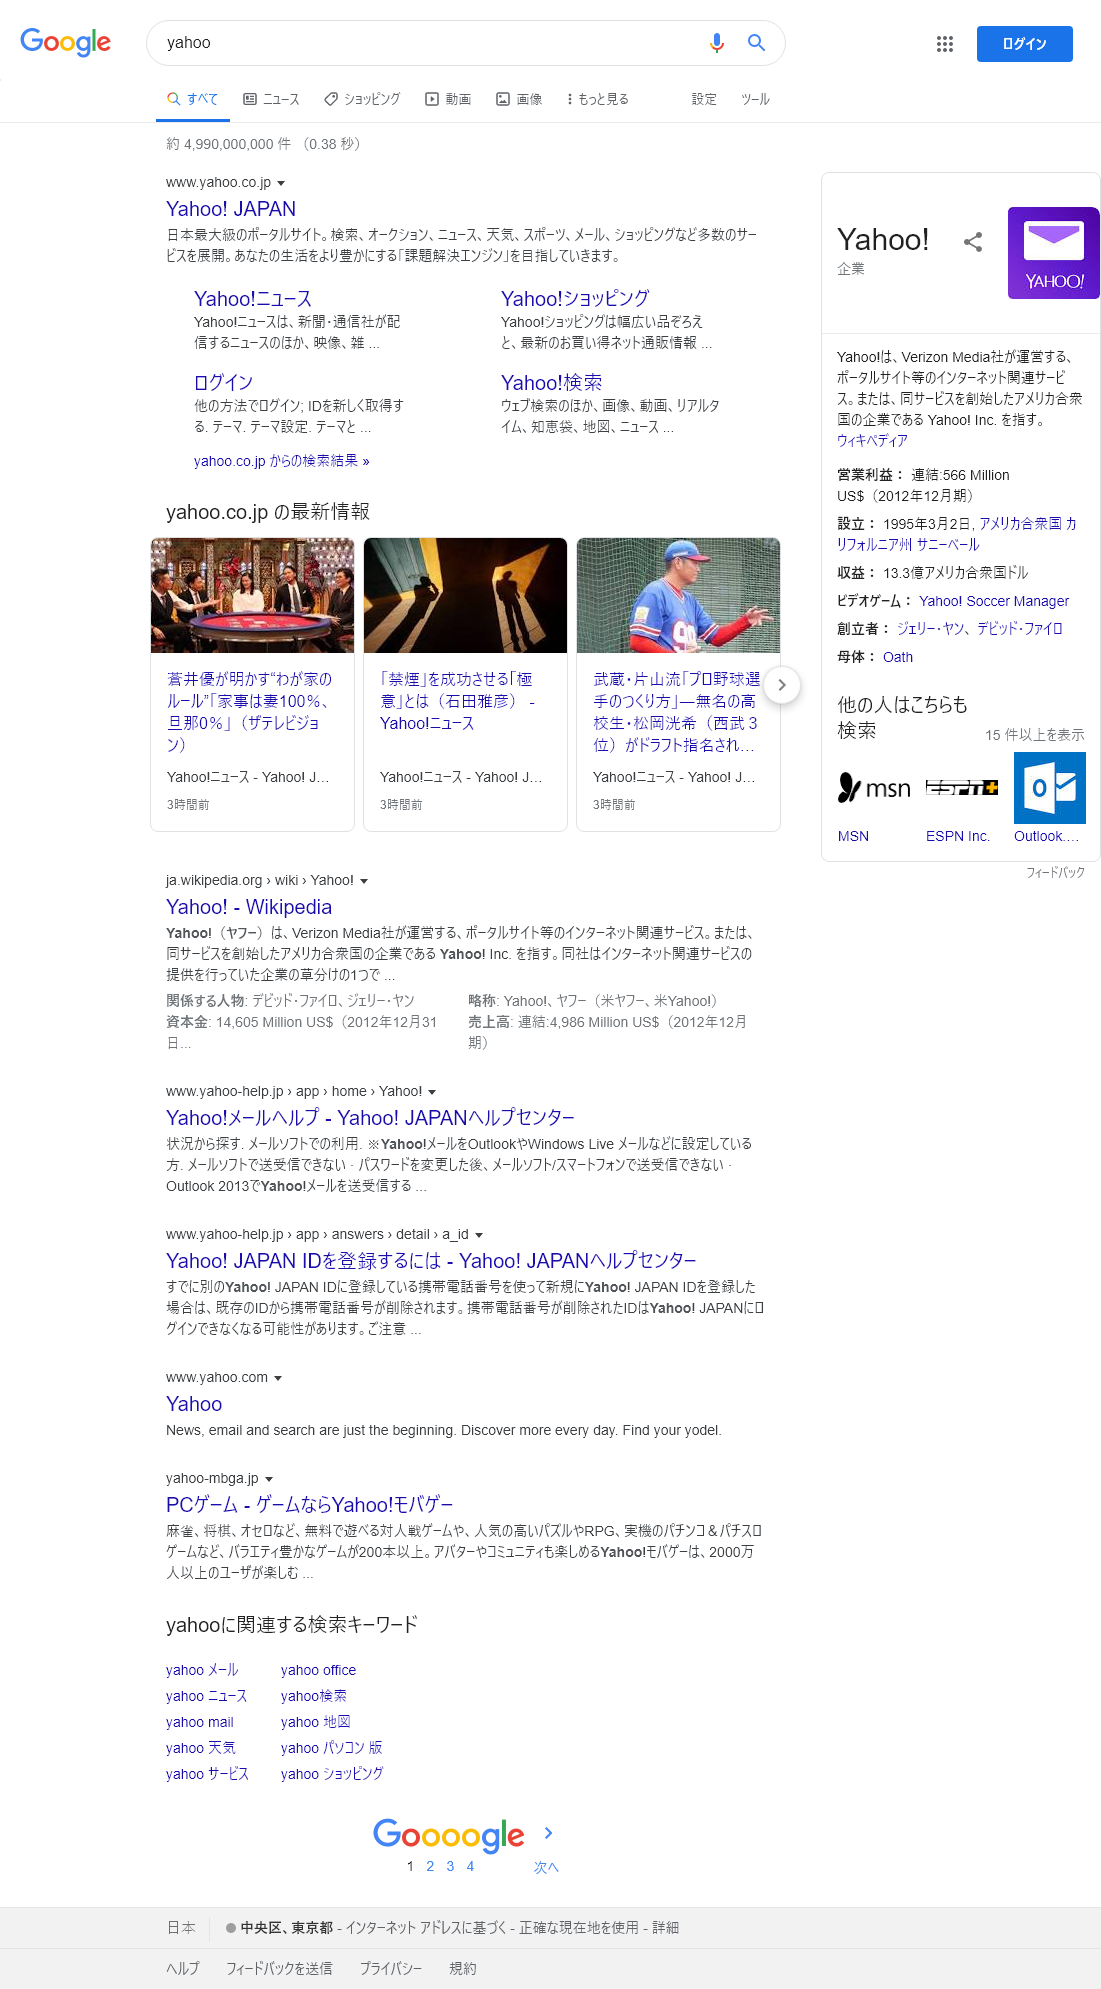 Google
yahoo
ログイン
すべて ニュース ショッピング 動画 画像 もっと見る 設定 ツール
約 4,990,000,000 件 （0.38 秒）
www.yahoo.co.jp
Yahoo! JAPAN
日本最大級のポータルサイト。検索、オークション、ニュース、天気、スポーツ、メール、ショッピングなど多数のサー
ビスを展開。あなたの生活をより豊かにする「課題解決エンジン」を目指していきます。
Yahoo!ニュース
Yahoo!ニュースは、新聞・通信社が配
信するニュースのほか、映像、雑 ...
Yahoo!ショッピング
Yahoo!ショッピングは幅広い品ぞろえ
と、最新のお買い得ネット通販情報 ...
ログイン
他の方法でログイン; IDを新しく取得す
る. テーマ. テーマ設定. テーマと ...
Yahoo!検索
ウェブ検索のほか、画像、動画、リアルタ
イム、知恵袋、地図、ニュース ...
yahoo.co.jp からの検索結果 »
yahoo.co.jp の最新情報
蒼井優が明かす“わが家の
ルール”「家事は妻100％、
旦那0％」（ザテレビジョ
ン）
Yahoo!ニュース - Yahoo! J...
3時間前
「禁煙」を成功させる「極
意」とは（石田雅彦） -
Yahoo!ニュース
Yahoo!ニュース - Yahoo! J...
3時間前
武蔵・片山流「プロ野球選
手のつくり方」―無名の高
校生・松岡洸希（西武３
位）がドラフト指名され...
Yahoo!ニュース - Yahoo! J...
3時間前
ja.wikipedia.org › wiki › Yahoo!
Yahoo! - Wikipedia
Yahoo!（ヤフー）は、Verizon Media社が運営する、ポータルサイト等のインターネット関連サービス。または、
同サービスを創始したアメリカ合衆国の企業である Yahoo! Inc. を指す。同社はインターネット関連サービスの
提供を行っていた企業の草分けの1つで ...
関係する人物: デビッド・ファイロ、ジェリー・ヤン
資本金: 14,605 Million US$（2012年12月31
日...
略称: Yahoo!、ヤフー（米ヤフー、米Yahoo!）
売上高: 連結:4,986 Million US$（2012年12月
期）
www.yahoo-help.jp › app › home › Yahoo!
Yahoo!メールヘルプ - Yahoo! JAPANヘルプセンター
状況から探す. メールソフトでの利用. ※Yahoo!メールをOutlookやWindows Live メールなどに設定している
方. メールソフトで送受信できない · パスワードを変更した後、メールソフト/スマートフォンで送受信できない ·
Outlook 2013でYahoo!メールを送受信する ...
www.yahoo-help.jp › app › answers › detail › a_id
Yahoo! JAPAN IDを登録するには - Yahoo! JAPANヘルプセンター
すでに別のYahoo! JAPAN IDに登録している携帯電話番号を使って新規にYahoo! JAPAN IDを登録した
場合は、既存のIDから携帯電話番号が削除されます。携帯電話番号が削除されたIDはYahoo! JAPANにロ
グインできなくなる可能性があります。ご注意 ...
www.yahoo.com
Yahoo
News, email and search are just the beginning. Discover more every day. Find your yodel.
yahoo-mbga.jp
PCゲーム - ゲームならYahoo!モバゲー
麻雀、将棋、オセロなど、無料で遊べる対人戦ゲームや、人気の高いパズルやRPG、実機のパチンコ＆パチスロ
ゲームなど、バラエティ豊かなゲームが200本以上。アバターやコミュニティも楽しめるYahoo!モバゲーは、2000万
人以上のユーザが楽しむ ...
yahooに関連する検索キーワード
yahoo メール
yahoo ニュース
yahoo mail
yahoo 天気
yahoo サービス
yahoo office
yahoo検索
yahoo 地図
yahoo パソコン 版
yahoo ショッピング
Goooogle
1 2 3 4 次へ
Yahoo!
企業
YAHOO!
Yahoo!は、Verizon Media社が運営する、
ポータルサイト等のインターネット関連サービ
ス。または、同サービスを創始したアメリカ合衆
国の企業である Yahoo! Inc. を指す。
ウィキペディア
営業利益： 連結:566 Million
US$（2012年12月期）
設立： 1995年3月2日, アメリカ合衆国 カ
リフォルニア州 サニーベール
収益： 13.3億アメリカ合衆国ドル
ビデオゲーム： Yahoo! Soccer Manager
創立者： ジェリー・ヤン、デビッド・ファイロ
母体： Oath
他の人はこちらも
検索
15 件以上を表示
msn
ESPN
MSN
ESPN Inc.
Outlook....
フィードバック
日本
中央区、東京都 - インターネット アドレスに基づく - 正確な現在地を使用 - 詳細
ヘルプ フィードバックを送信 プライバシー 規約